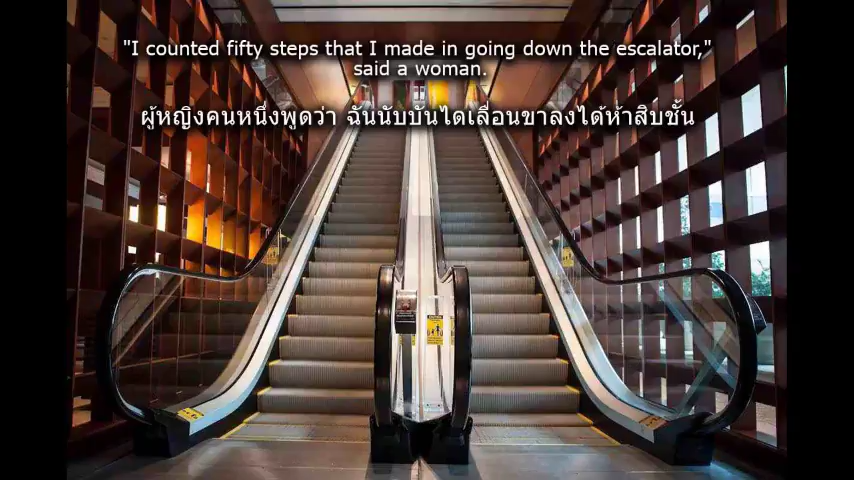 "I counted fifty steps that I made in going down the escalator,"
said a woman.
ผู้หญิงคนหนึ่งพูดว่า ฉันนับบันไดเลื่อนขาลงได้ห้าสิบชั้น